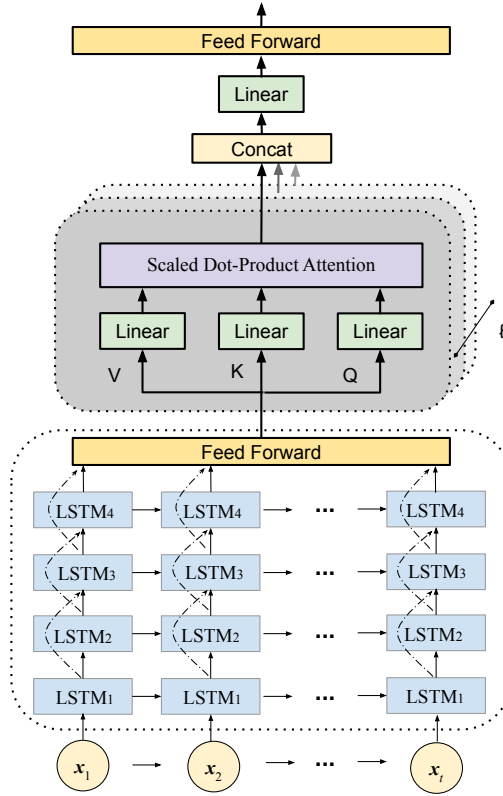 Feed Forward
Linear
Concat
Scaled Dot-Product Attention
Linear Linear Linear
V K Q
Feed Forward
LSTM4 LSTM4 ... LSTM4
LSTM3 LSTM3 ... LSTM3
LSTM2 LSTM2 ... LSTM2
LSTM1 LSTM1 ... LSTM1
x1 x2 ... xt